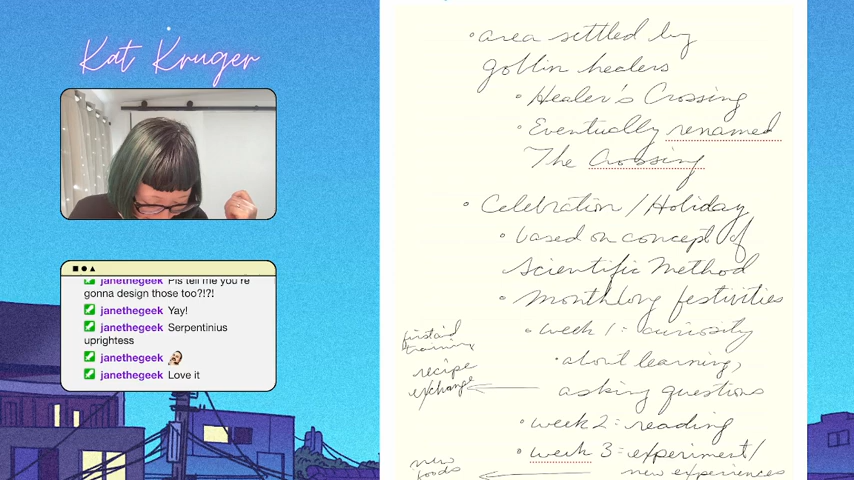 Kat Kruger
janethegeek Pls tell me you're
gonna design those too?!?!
janethegeek Yay!
janethegeek Serpentinius
uprightess
janethegeek
janethegeek Love it
• area settled by
goblin healers
• Healer's Crossing
• Eventually renamed
The Crossing
• Celebration / Holiday
• based on concept of
Scientific Method
• monthlong festivities
• week 1: curiosity
• about learning,
asking questions
firstaid
training
recipe
exchange
• week 2: reading
• week 3: experiment/
new experiences
new
foods